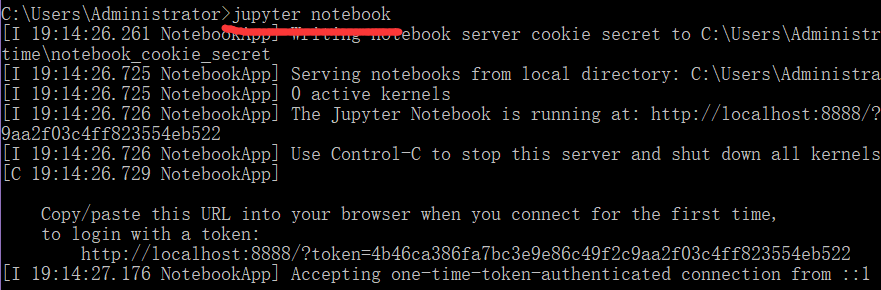 C:\Users\Administrator>jupyter notebook
[I 19:14:26.261 NotebookApp] Writing notebook server cookie secret to C:\Users\Administr
time\notebook_cookie_secret
[I 19:14:26.725 NotebookApp] Serving notebooks from local directory: C:\Users\Administra
[I 19:14:26.725 NotebookApp] 0 active kernels
[I 19:14:26.726 NotebookApp] The Jupyter Notebook is running at: http://localhost:8888/?
9aa2f03c4ff823554eb522
[I 19:14:26.726 NotebookApp] Use Control-C to stop this server and shut down all kernels
[C 19:14:26.729 NotebookApp]
Copy/paste this URL into your browser when you connect for the first time,
to login with a token:
http://localhost:8888/?token=4b46ca386fa7bc3e9e86c49f2c9aa2f03c4ff823554eb522
[I 19:14:27.176 NotebookApp] Accepting one-time-token-authenticated connection from ::1